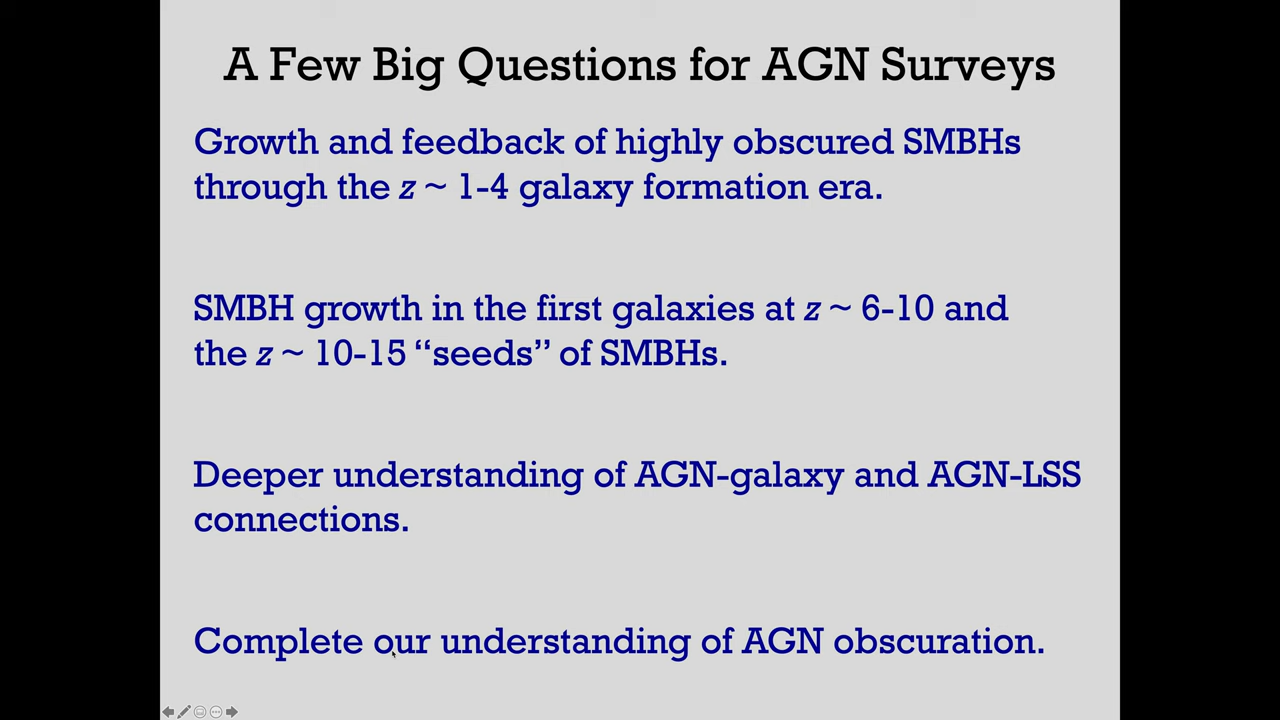 A Few Big Questions for AGN Surveys
Growth and feedback of highly obscured SMBHs
through the z ~ 1-4 galaxy formation era.
SMBH growth in the first galaxies at z ~ 6-10 and
the z ~ 10-15 “seeds” of SMBHs.
Deeper understanding of AGN-galaxy and AGN-LSS
connections.
Complete our understanding of AGN obscuration.